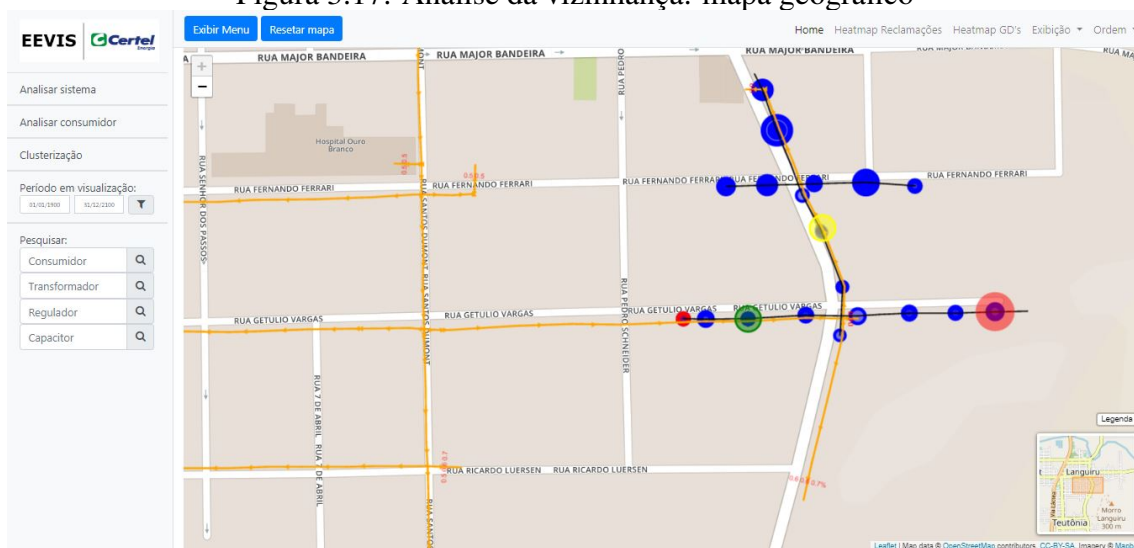 Figura 3.17: Análise da vizinhança: mapa geográfico
EEVIS
Certel
Energia
Exibir Menu
Resetar mapa
Home
Heatmap Reclamações
Heatmap GD's
Exibição
Ordem
Analisar sistema
Analisar consumidor
Clusterização
Período em visualização:
01/01/1900
31/12/2100
Pesquisar:
Consumidor
Transformador
Regulador
Capacitor
+
−
RUA MAJOR BANDEIRA
RUA MAJOR BANDEIRA
RUA MAJOR BANDEIRA
RUA PEDRO
Hospital Ouro
Branco
RUA SENHOR DOS PASSOS
RUA FERNANDO FERRARI
RUA FERNANDO FERRARI
RUA FERNANDO FERRARI
RUA FERNANDO FERRARI
RUA SANTOS DUMONT
RUA SANTOS DUMONT
RUA PEDRO SCHNEIDER
RUA GETULIO VARGAS
RUA GETULIO VARGAS
RUA GETULIO VARGAS
RUA GETULIO VARGAS
RUA 7 DE ABRIL
RUA 7 DE ABRIL
RUA RICARDO LUERSEN
RUA RICARDO LUERSEN
Legenda
Languiru
Teutônia
Morro
Languiru
300 m
Leaflet | Map data © OpenStreetMap contributors, CC-BY-SA, Imagery ©